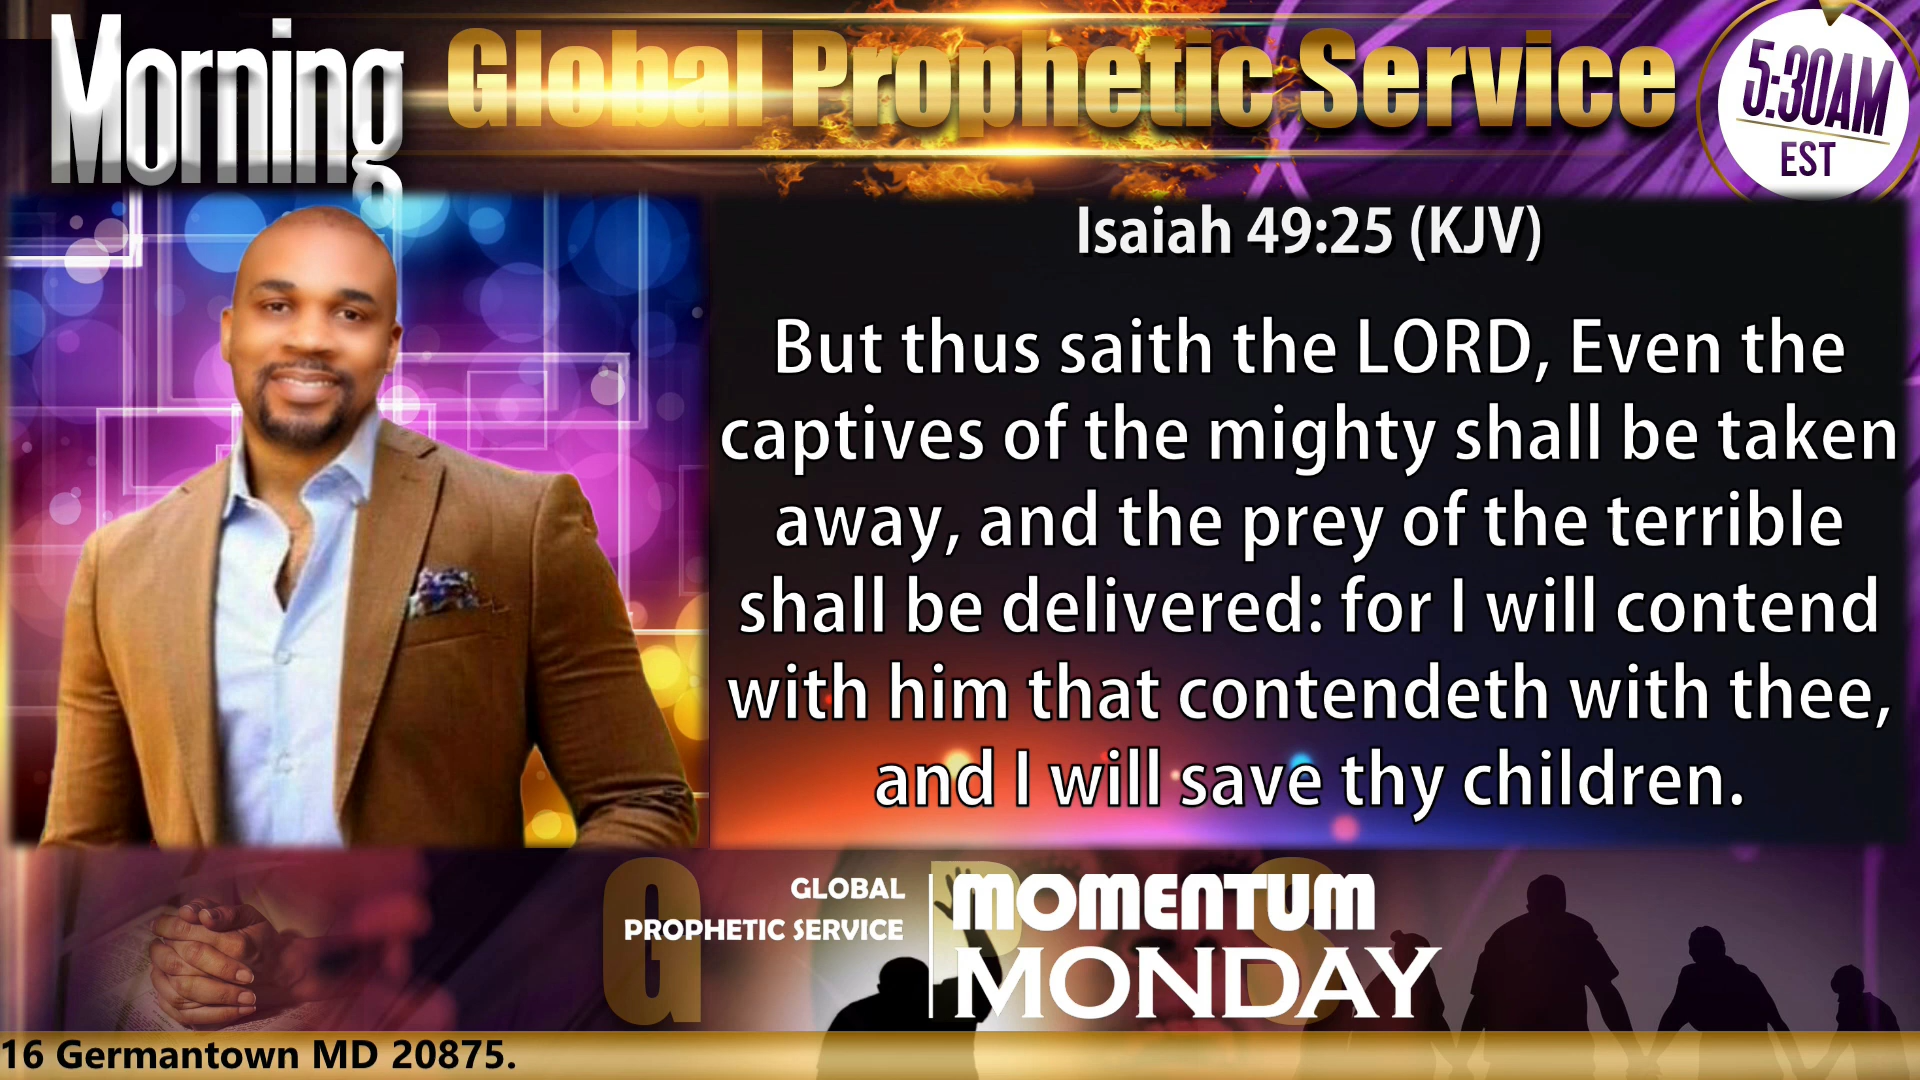 Morning
Global Prophetic Service
5:30AM
EST
Isaiah 49:25 (KJV)
But thus saith the LORD, Even the
captives of the mighty shall be taken
away, and the prey of the terrible
shall be delivered: for I will contend
with him that contendeth with thee,
and I will save thy children.
G P S
GLOBAL
PROPHETIC SERVICE
MOMENTUM
MONDAY
16 Germantown MD 20875.